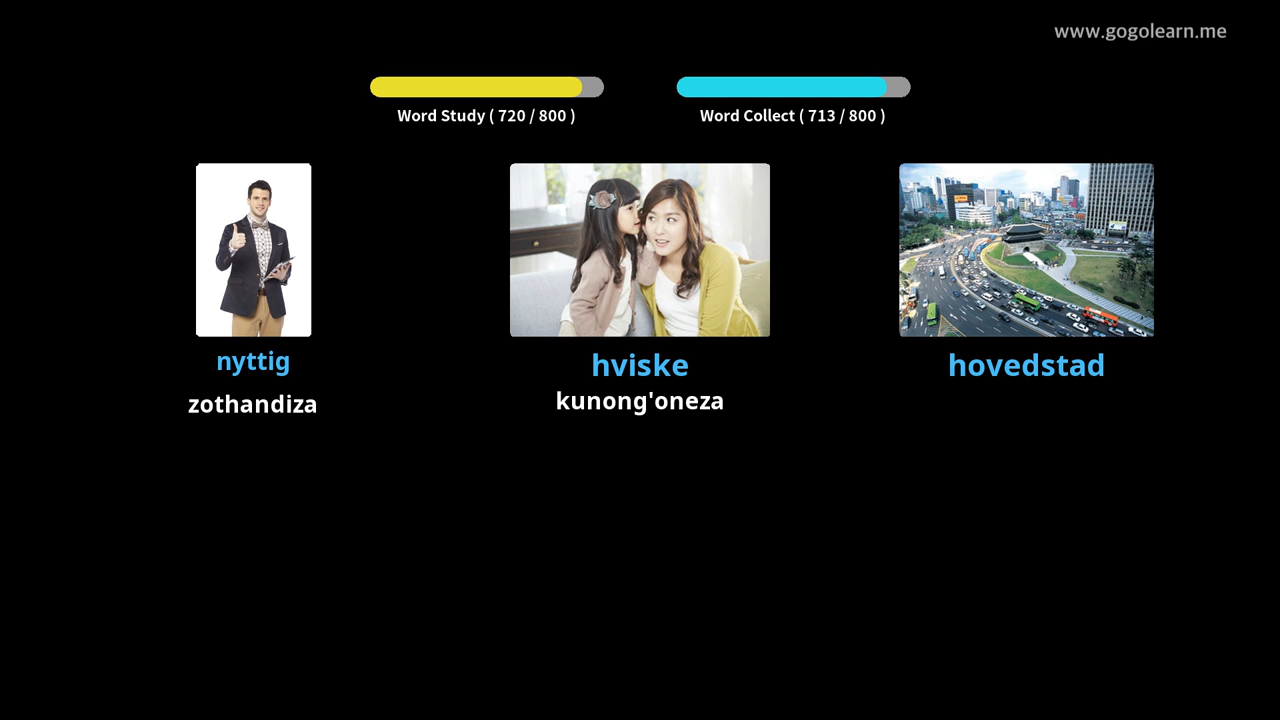 www.gogolearn.me
Word Study ( 720 / 800 )
Word Collect ( 713 / 800 )
nyttig
hviske
hovedstad
zothandiza
kunong'oneza